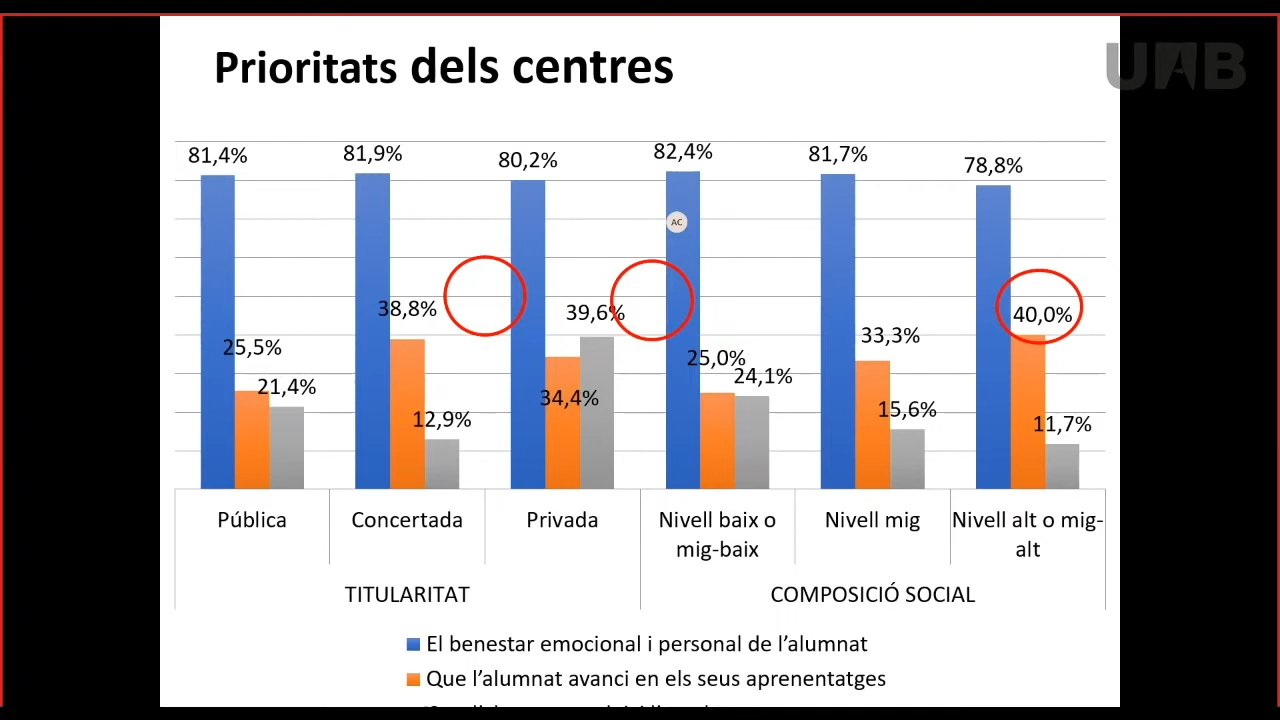 Prioritats dels centres
UAB
81,4%
81,9%
80,2%
82,4%
81,7%
78,8%
AC
38,8%
39,6%
40,0%
25,5%
33,3%
25,0%
21,4%
24,1%
34,4%
12,9%
15,6%
11,7%
Pública
Concertada
Privada
Nivell baix o
mig-baix
Nivell mig
Nivell alt o mig-
alt
TITULARITAT
COMPOSICIÓ SOCIAL
El benestar emocional i personal de l’alumnat
Que l’alumnat avanci en els seus aprenentatges